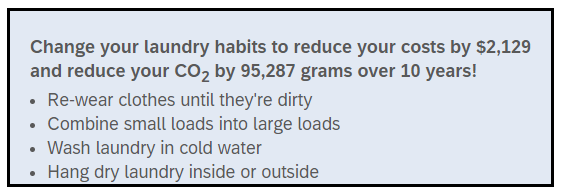 Change your laundry habits to reduce your costs by $2,129
and reduce your CO₂ by 95,287 grams over 10 years!
• Re-wear clothes until they're dirty
• Combine small loads into large loads
• Wash laundry in cold water
• Hang dry laundry inside or outside